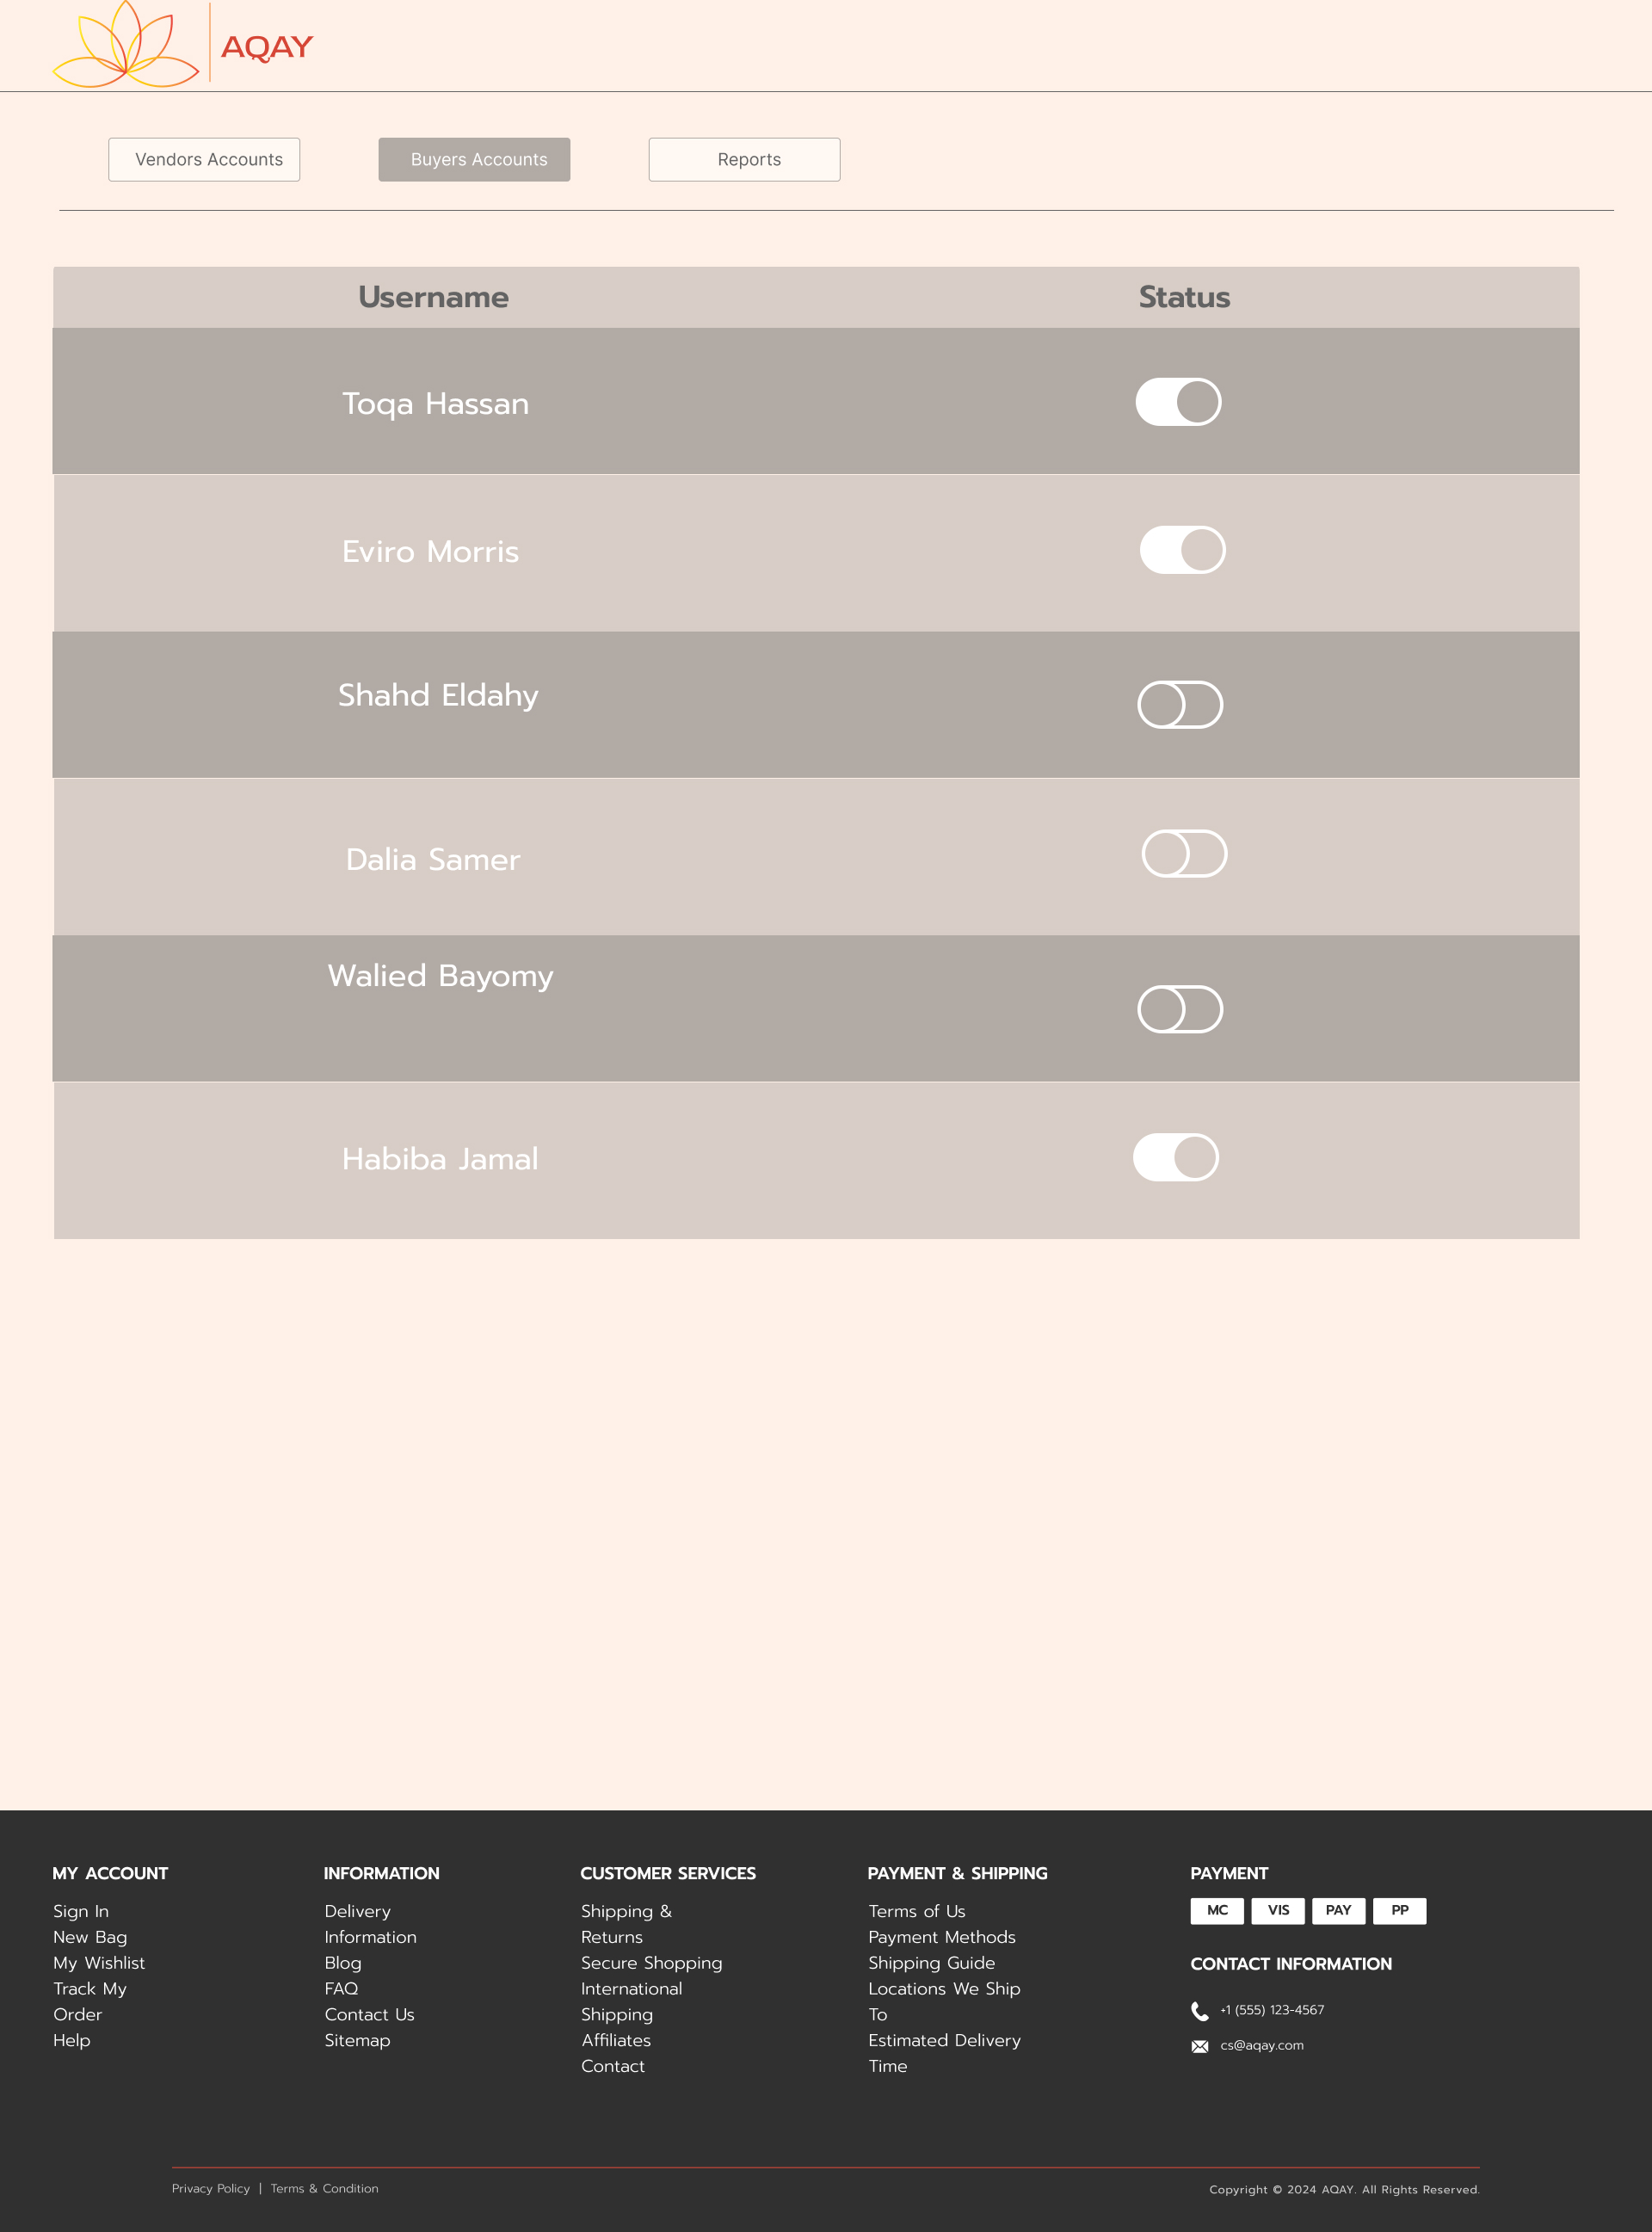 AQAY
Vendors Accounts
Buyers Accounts
Reports
Username
Status
Toqa Hassan
Eviro Morris
Shahd Eldahy
Dalia Samer
Walied Bayomy
Habiba Jamal
MY ACCOUNT
Sign In
New Bag
My Wishlist
Track My
Order
Help
INFORMATION
Delivery
Information
Blog
FAQ
Contact Us
Sitemap
CUSTOMER SERVICES
Shipping &
Returns
Secure Shopping
International
Shipping
Affiliates
Contact
PAYMENT & SHIPPING
Terms of Us
Payment Methods
Shipping Guide
Locations We Ship
To
Estimated Delivery
Time
PAYMENT
MC VIS PAY PP
CONTACT INFORMATION
+1 (555) 123-4567
cs@aqay.com
Privacy Policy | Terms & Condition
Copyright © 2024 AQAY. All Rights Reserved.